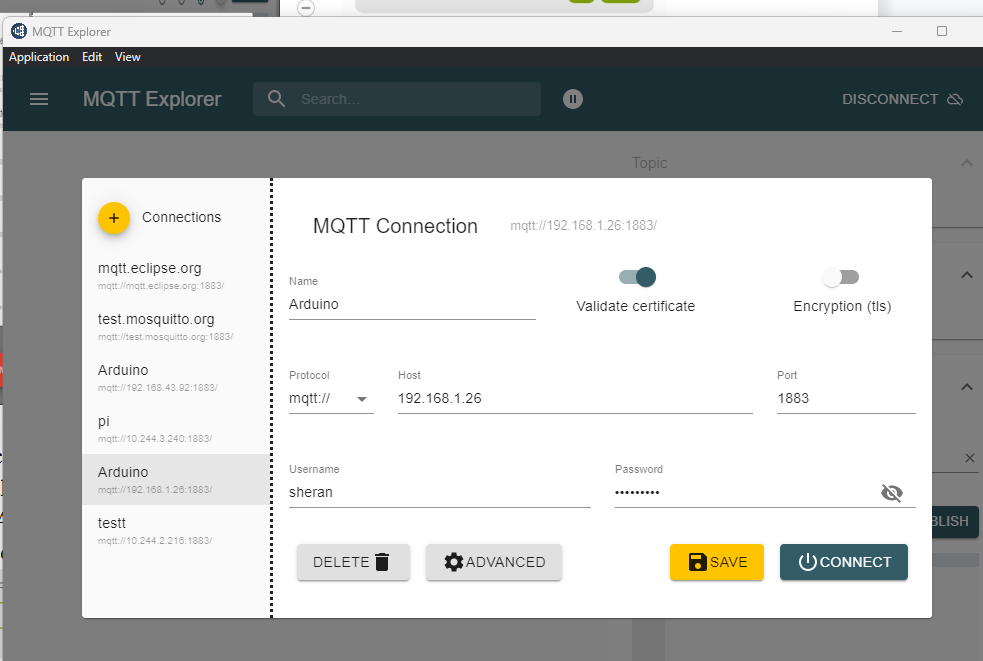 MQTT Explorer
Application Edit View
MQTT Explorer Search... DISCONNECT
Topic
+ Connections
mqtt.eclipse.org
mqtt://mqtt.eclipse.org:1883/
test.mosquitto.org
mqtt://test.mosquitto.org:1883/
Arduino
mqtt://192.168.43.92:1883/
pi
mqtt://10.244.3.240:1883/
Arduino
mqtt://192.168.1.26:1883/
testt
mqtt://10.244.2.216:1883/
MQTT Connection mqtt://192.168.1.26:1883/
Name
Arduino
Validate certificate Encryption (tls)
Protocol Host Port
mqtt:// 192.168.1.26 1883
Username Password
sheran •••••••••
DELETE ADVANCED SAVE CONNECT
BLISH